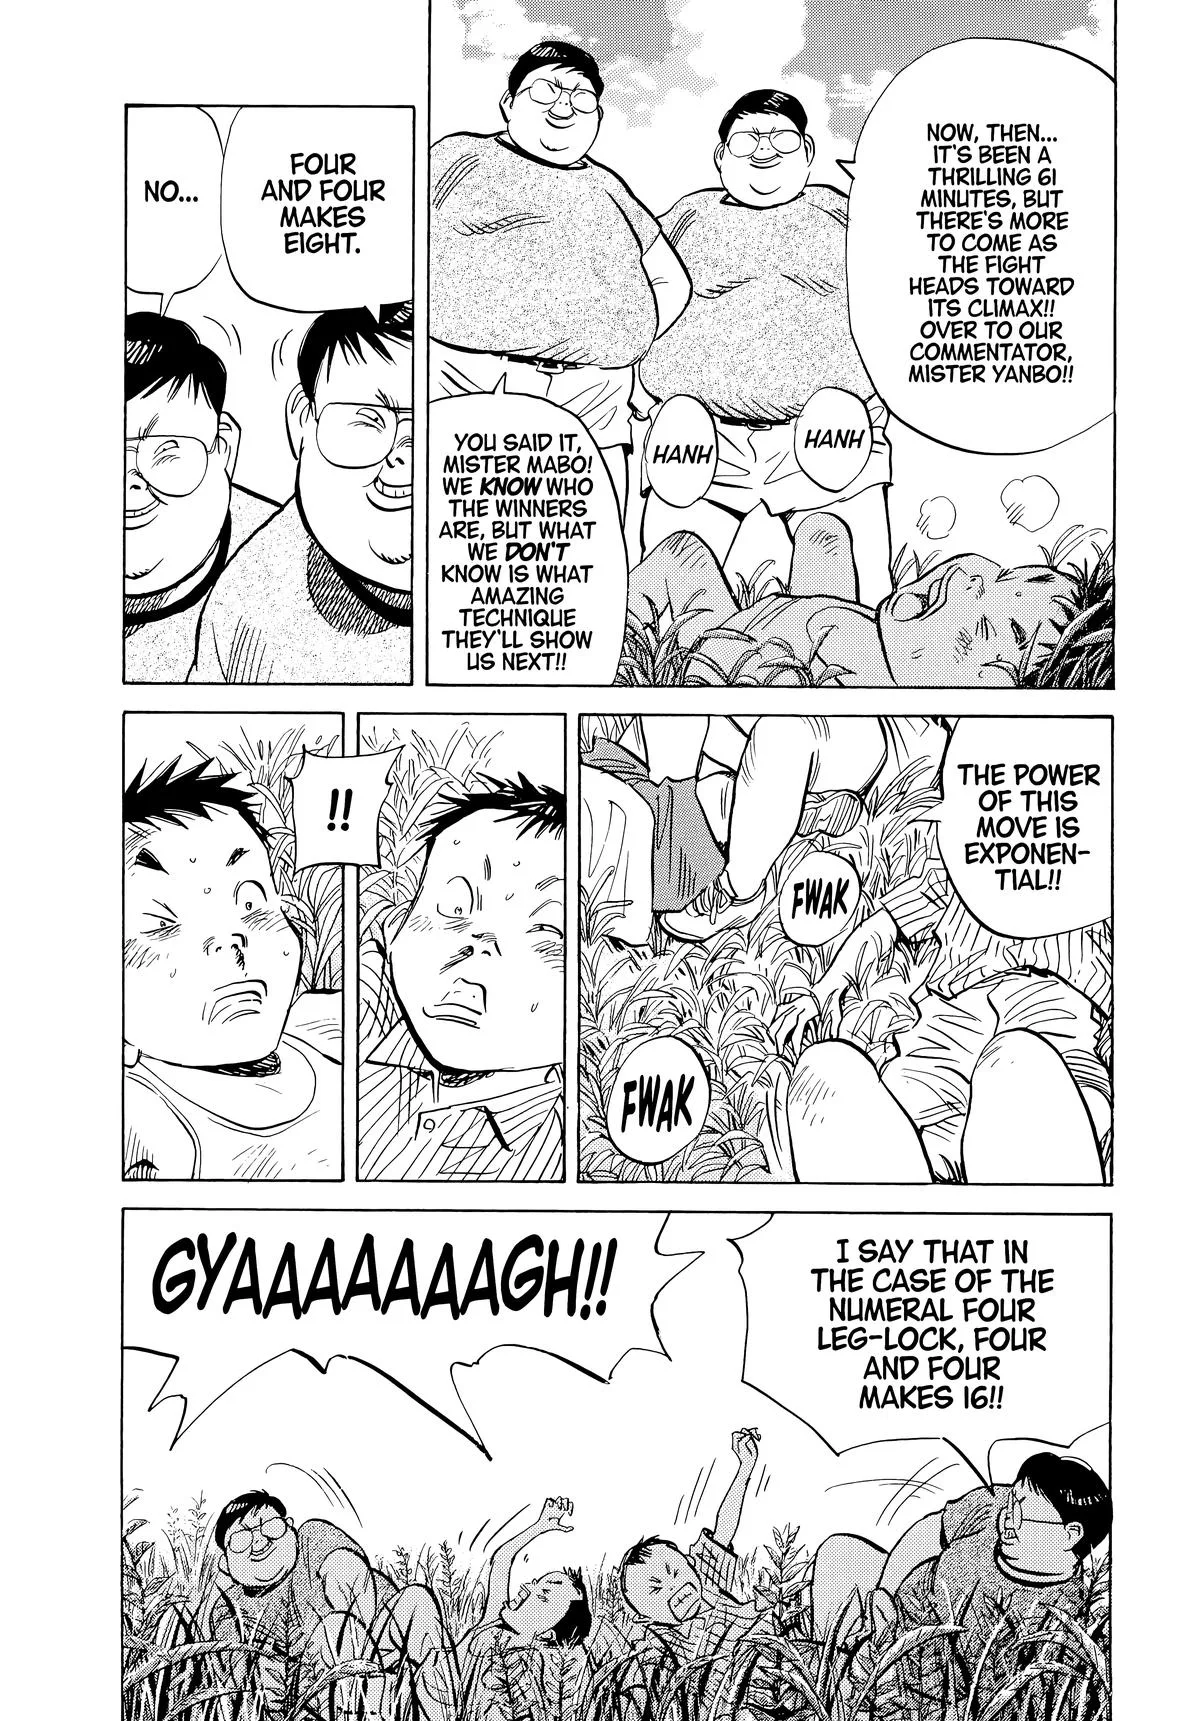 NOW, THEN...
IT'S BEEN A
THRILLING 61
MINUTES, BUT
THERE'S MORE
TO COME AS
THE FIGHT
HEADS TOWARD
ITS CLIMAX!!
OVER TO OUR
COMMENTATOR,
MISTER YANBO!!
HANH
HANH
YOU SAID IT,
MISTER MABO!
WE KNOW WHO
THE WINNERS
ARE, BUT WHAT
WE DON'T
KNOW IS WHAT
AMAZING
TECHNIQUE
THEY'LL SHOW
US NEXT!!
FOUR
AND FOUR
MAKES
EIGHT.
NO...
THE POWER
OF THIS
MOVE IS
EXPONEN-
TIAL!!
FWAK
FWAK
!!
I SAY THAT IN
THE CASE OF THE
NUMERAL FOUR
LEG-LOCK, FOUR
AND FOUR
MAKES 16!!
GYAAAAAAAAGH!!